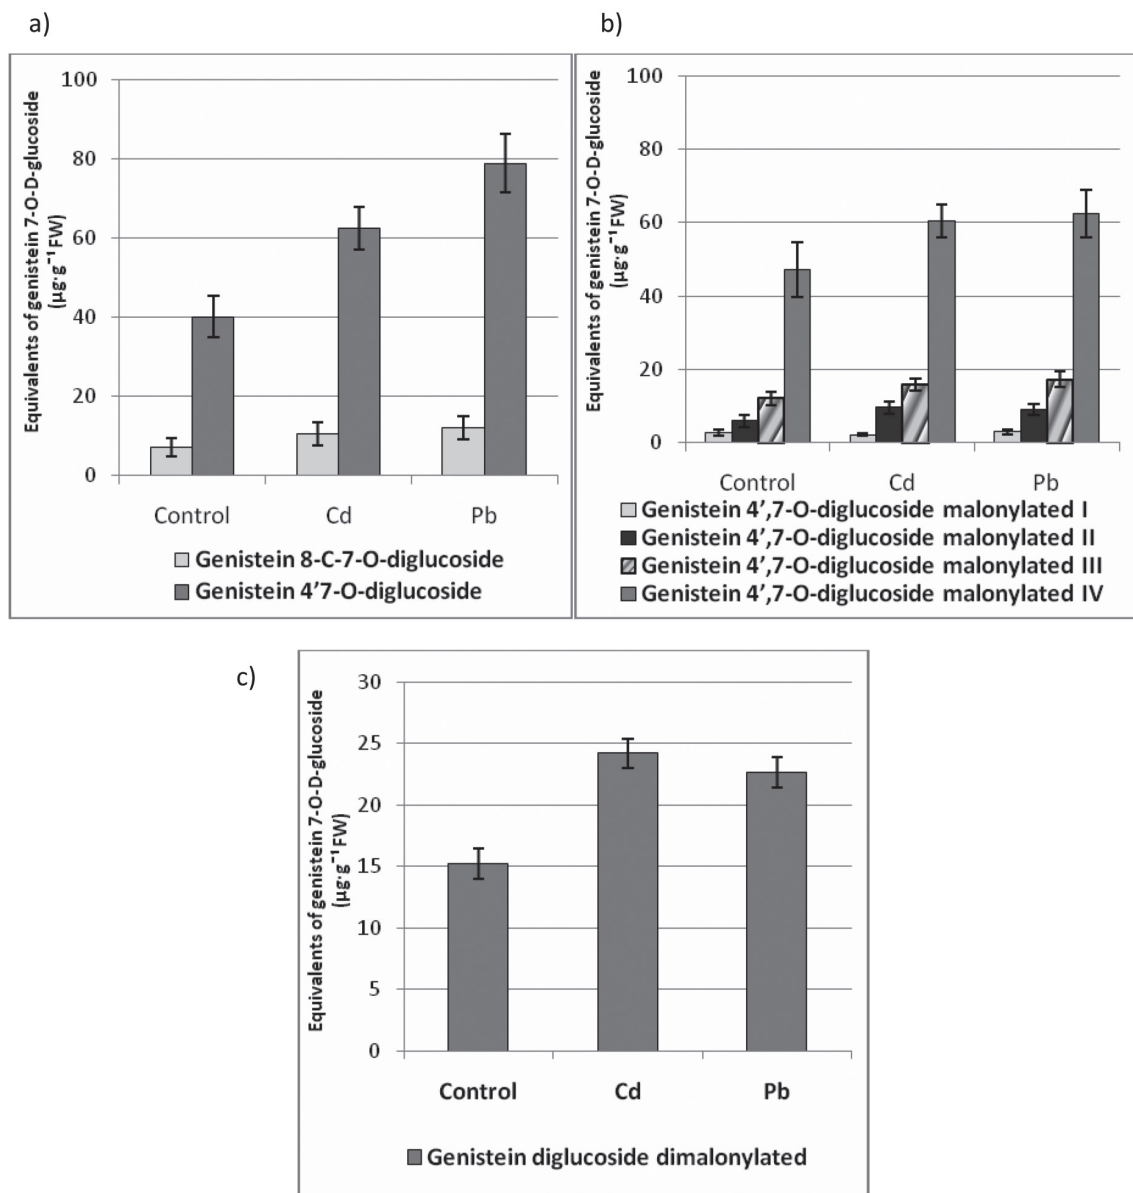 a)
Equivalents of genistein 7-O-D-glucoside
(µg·g⁻¹FW)
100
80
60
40
20
0
Control Cd Pb
Genistein 8-C-7-O-diglucoside
Genistein 4'7-O-diglucoside
b)
Equivalents of genistein 7-O-D-glucoside
(µg·g⁻¹FW)
100
80
60
40
20
0
Control Cd Pb
Genistein 4',7-O-diglucoside malonylated I
Genistein 4',7-O-diglucoside malonylated II
Genistein 4',7-O-diglucoside malonylated III
Genistein 4',7-O-diglucoside malonylated IV
c)
Equivalents of genistein 7-O-D-glucoside
(µg·g⁻¹FW)
30
25
20
15
10
5
0
Control Cd Pb
Genistein diglucoside dimalonylated